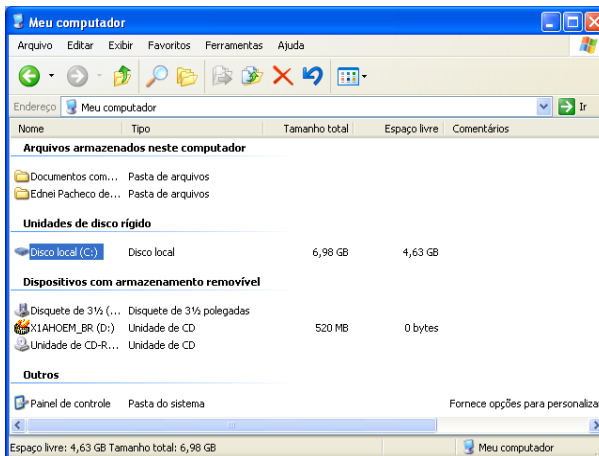 Meu computador
Arquivo Editar Exibir Favoritos Ferramentas Ajuda
Endereço Meu computador Ir
Nome Tipo Tamanho total Espaço livre Comentários
Arquivos armazenados neste computador
Documentos com... Pasta de arquivos
Ednei Pacheco de... Pasta de arquivos
Unidades de disco rígido
Disco local (C:) Disco local 6,98 GB 4,63 GB
Dispositivos com armazenamento removível
Disquete de 3½ (... Disquete de 3½ polegadas
X1AHOEM_BR (D:) Unidade de CD 520 MB 0 bytes
Unidade de CD-R... Unidade de CD
Outros
Painel de controle Pasta do sistema Fornece opções para personaliza
Espaço livre: 4,63 GB Tamanho total: 6,98 GB Meu computador